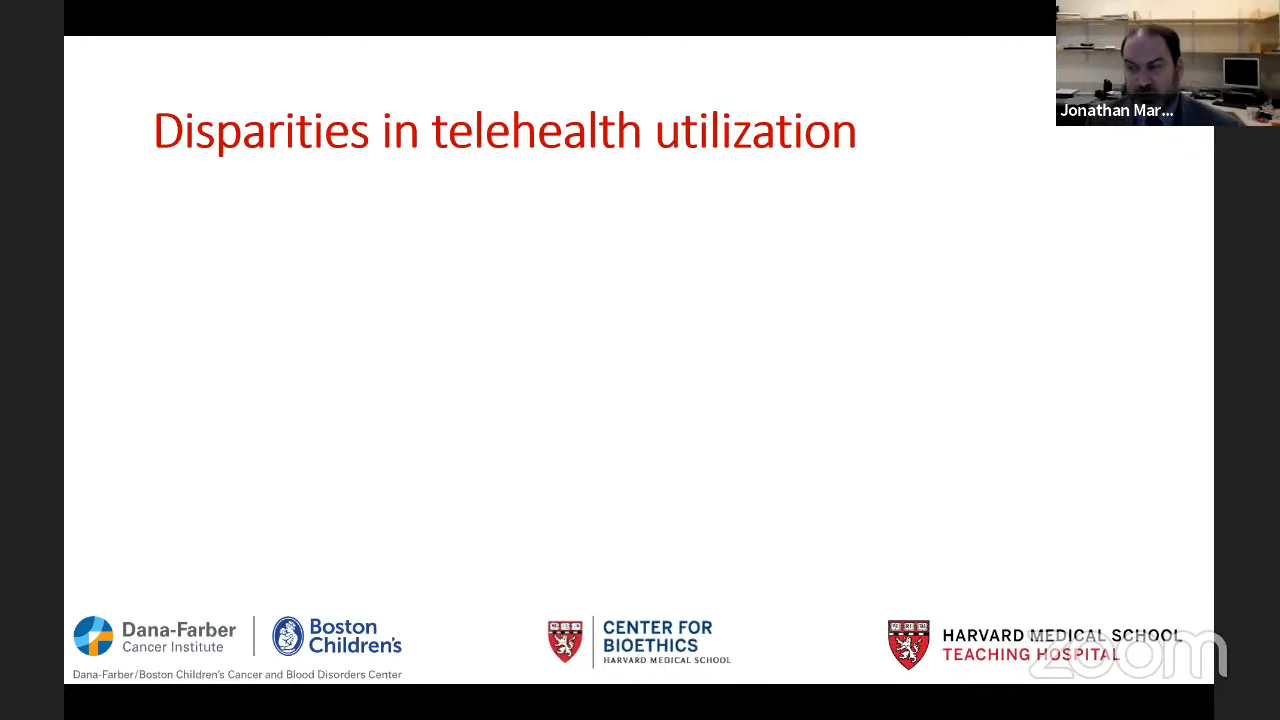 Jonathan Mar...
Disparities in telehealth utilization
Dana-Farber
Cancer Institute
Boston
Children's
Dana-Farber/Boston Children's Cancer and Blood Disorders Center
CENTER FOR
BIOETHICS
HARVARD MEDICAL SCHOOL
HARVARD MEDICAL SCHOOL
TEACHING HOSPITAL
zoom